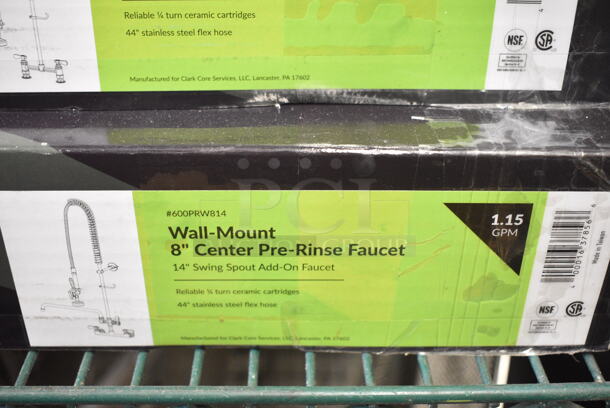 Reliable ¼ turn ceramic cartridges
44" stainless steel flex hose
Manufactured for Clark Core Services, LLC, Lancaster, PA 17602
NSF
#600PRW814
Wall-Mount
8" Center Pre-Rinse Faucet
14" Swing Spout Add-On Faucet
Reliable ¼ turn ceramic cartridges
44" stainless steel flex hose
Manufactured for Clark Core Services, LLC, Lancaster, PA 17602
1.15
GPM
Made in Taiwan
NSF
PCI